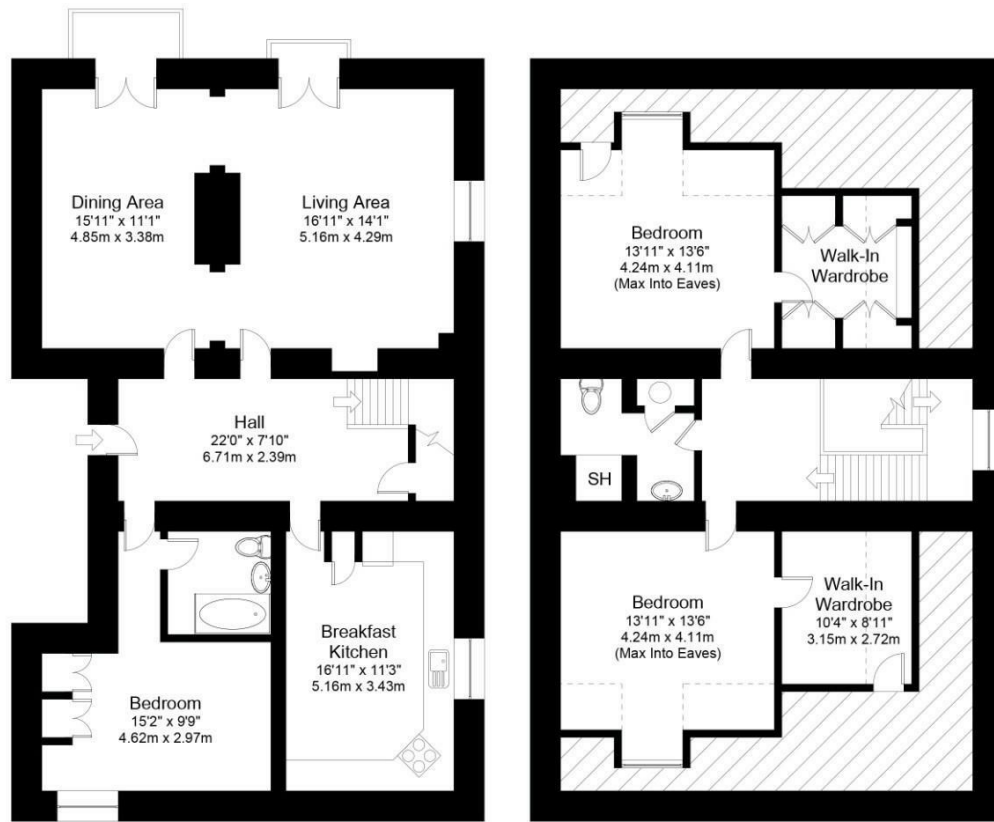 Dining Area
15'11" x 11'1"
4.85m x 3.38m
Living Area
16'11" x 14'1"
5.16m x 4.29m
Hall
22'0" x 7'10"
6.71m x 2.39m
Breakfast
Kitchen
16'11" x 11'3"
5.16m x 3.43m
Bedroom
15'2" x 9'9"
4.62m x 2.97m
Bedroom
13'11" x 13'6"
4.24m x 4.11m
(Max Into Eaves)
Walk-In
Wardrobe
SH
Bedroom
13'11" x 13'6"
4.24m x 4.11m
(Max Into Eaves)
Walk-In
Wardrobe
10'4" x 8'11"
3.15m x 2.72m